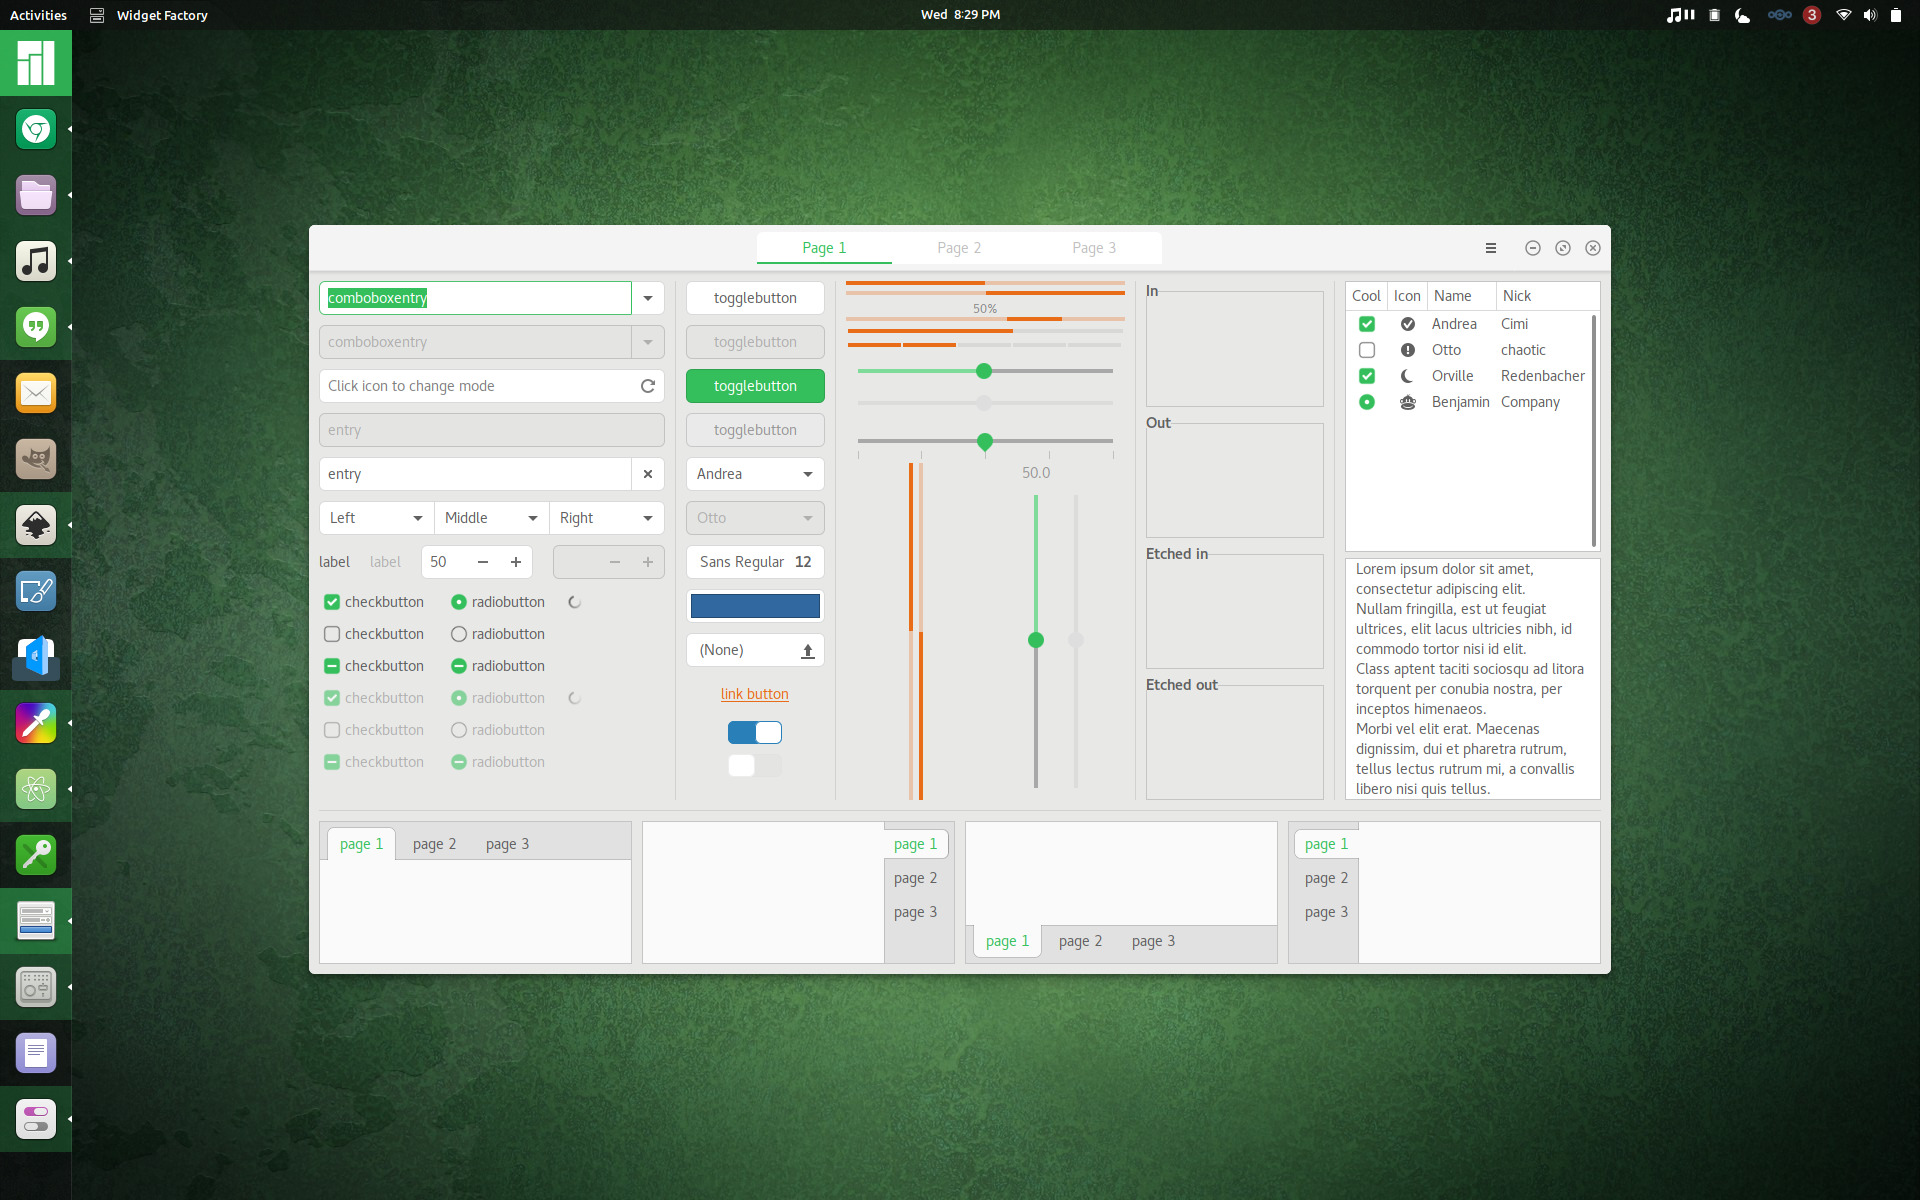 Activities
Widget Factory
Wed 8:29 PM
3
Page 1
Page 2
Page 3
comboboxentry
comboboxentry
Click icon to change mode
entry
entry
Left
Middle
Right
label
label
50
checkbutton
radiobutton
checkbutton
radiobutton
checkbutton
radiobutton
checkbutton
radiobutton
checkbutton
radiobutton
checkbutton
radiobutton
togglebutton
togglebutton
togglebutton
togglebutton
Andrea
Otto
Sans Regular 12
(None)
link button
50%
50.0
In
Out
Etched in
Etched out
Cool Icon Name Nick
Andrea Cimi
Otto chaotic
Orville Redenbacher
Benjamin Company
Lorem ipsum dolor sit amet,
consectetur adipiscing elit.
Nullam fringilla, est ut feugiat
ultrices, elit lacus ultricies nibh, id
commodo tortor nisi id elit.
Class aptent taciti sociosqu ad litora
torquent per conubia nostra, per
inceptos himenaeos.
Morbi vel elit erat. Maecenas
dignissim, dui et pharetra rutrum,
tellus lectus rutrum mi, a convallis
libero nisi quis tellus.
page 1
page 2
page 3
page 1
page 2
page 3
page 1
page 2
page 3
page 1
page 2
page 3